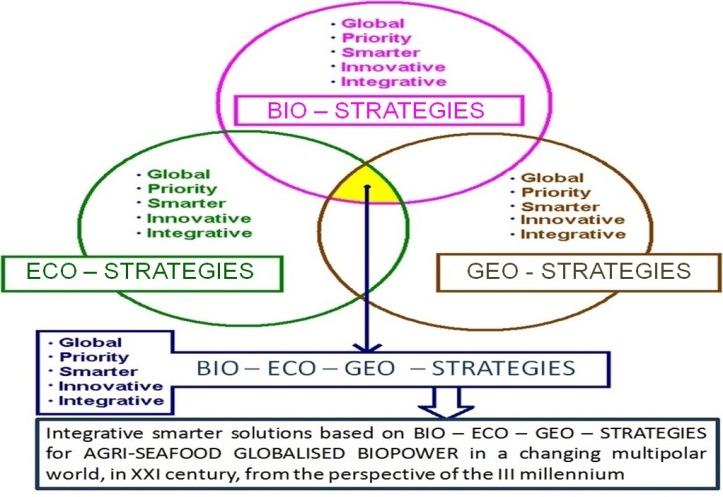 · Global
· Priority
· Smarter
· Innovative
· Integrative
BIO – STRATEGIES
· Global
· Priority
· Smarter
· Innovative
· Integrative
ECO – STRATEGIES
· Global
· Priority
· Smarter
· Innovative
· Integrative
GEO - STRATEGIES
· Global
· Priority
· Smarter
· Innovative
· Integrative
BIO – ECO – GEO – STRATEGIES
Integrative smarter solutions based on BIO – ECO – GEO – STRATEGIES
for AGRI-SEAFOOD GLOBALISED BIOPOWER in a changing multipolar
world, in XXI century, from the perspective of the III millennium